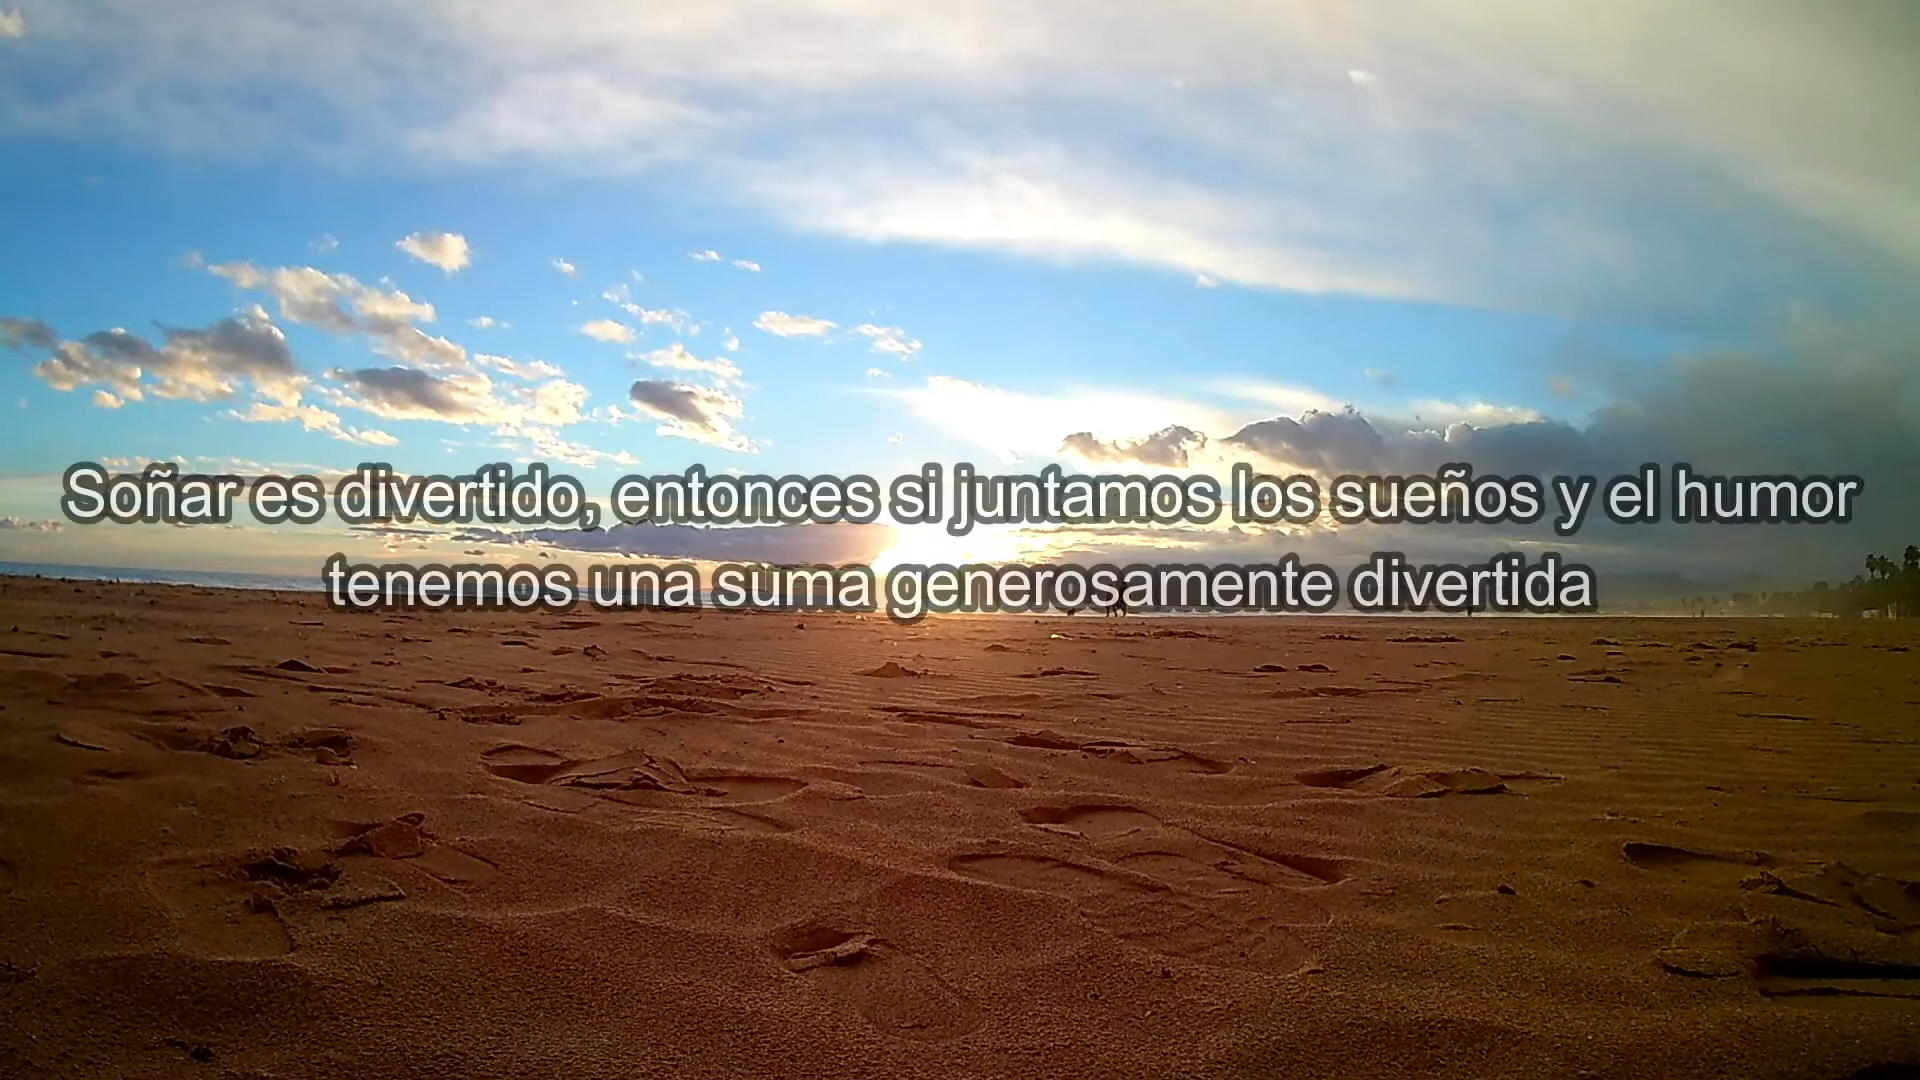 Soñar es divertido, entonces si juntamos los sueños y el humor
tenemos una suma generosamente divertida